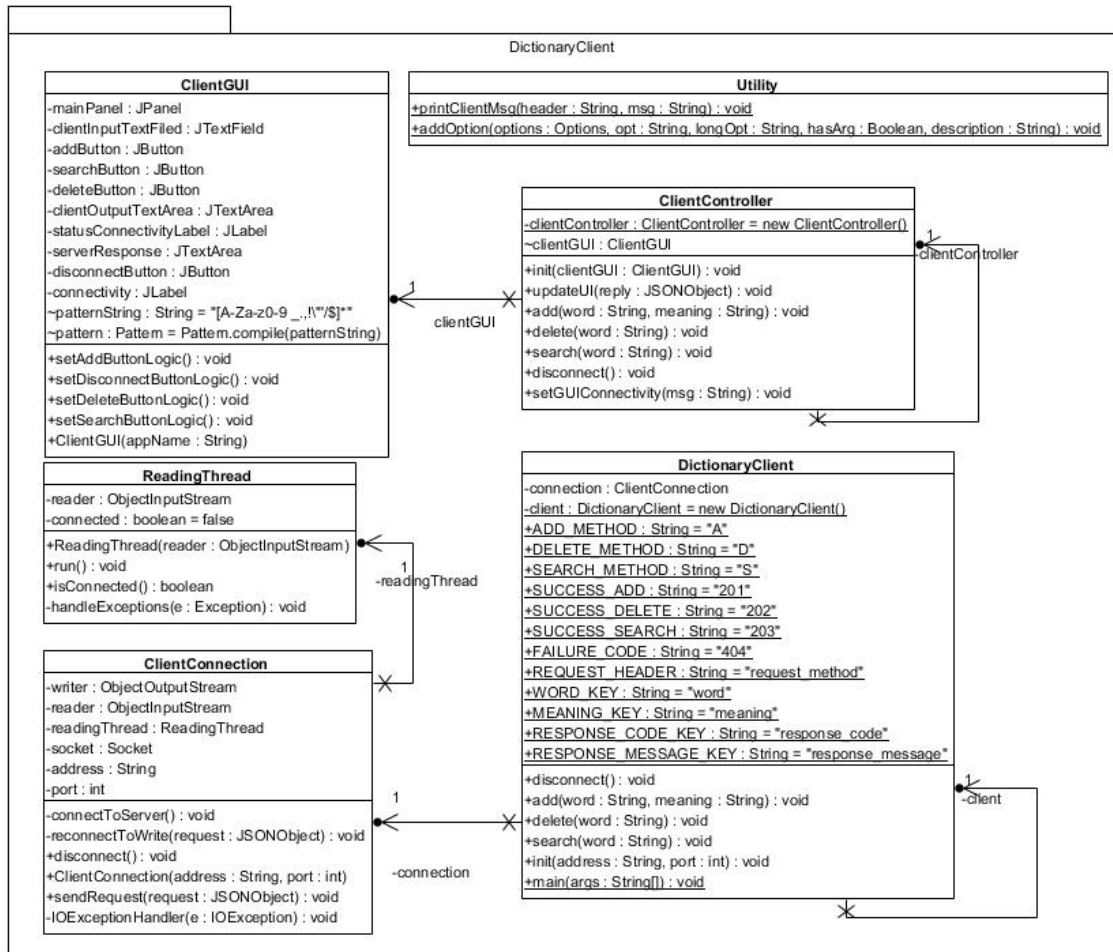 DictionaryClient
ClientGUI
-mainPanel : JPanel
-clientInputTextFiled : JTextField
-addButton : JButton
-searchButton : JButton
-deleteButton : JButton
-clientOutputTextArea : JTextArea
-statusConnectivityLabel : JLabel
-serverResponse : JTextArea
-disconnectButton : JButton
-connectivity : JLabel
~patternString : String = "[A-Za-z0-9 _.,!\"'/$]*"
~pattern : Pattern = Pattern.compile(patternString)
+setAddButtonLogic() : void
+setDisconnectButtonLogic() : void
+setDeleteButtonLogic() : void
+setSearchButtonLogic() : void
+ClientGUI(appName : String)
Utility
+printClientMsg(header : String, msg : String) : void
+addOption(options : Options, opt : String, longOpt : String, hasArg : Boolean, description : String) : void
ClientController
-clientController : ClientController = new ClientController()
~clientGUI : ClientGUI
+init(clientGUI : ClientGUI) : void
+updateUI(reply : JSONObject) : void
+add(word : String, meaning : String) : void
+delete(word : String) : void
+search(word : String) : void
+disconnect() : void
+setGUIConnectivity(msg : String) : void
1
-clientController
1
clientGUI
ReadingThread
-reader : ObjectInputStream
-connected : boolean = false
+ReadingThread(reader : ObjectInputStream)
+run() : void
+isConnected() : boolean
-handleExceptions(e : Exception) : void
1
-readingThread
ClientConnection
-writer : ObjectOutputStream
-reader : ObjectInputStream
-readingThread : ReadingThread
-socket : Socket
-address : String
-port : int
-connectToServer() : void
-reconnectToWrite(request : JSONObject) : void
+disconnect() : void
+ClientConnection(address : String, port : int)
+sendRequest(request : JSONObject) : void
-IOExceptionHandler(e : IOException) : void
1
-connection
DictionaryClient
-connection : ClientConnection
-client : DictionaryClient = new DictionaryClient()
+ADD_METHOD : String = "A"
+DELETE_METHOD : String = "D"
+SEARCH_METHOD : String = "S"
+SUCCESS_ADD : String = "201"
+SUCCESS_DELETE : String = "202"
+SUCCESS_SEARCH : String = "203"
+FAILURE_CODE : String = "404"
+REQUEST_HEADER : String = "request_method"
+WORD_KEY : String = "word"
+MEANING_KEY : String = "meaning"
+RESPONSE_CODE_KEY : String = "response_code"
+RESPONSE_MESSAGE_KEY : String = "response_message"
+disconnect() : void
+add(word : String, meaning : String) : void
+delete(word : String) : void
+search(word : String) : void
+init(address : String, port : int) : void
+main(args : String[]) : void
1
-client